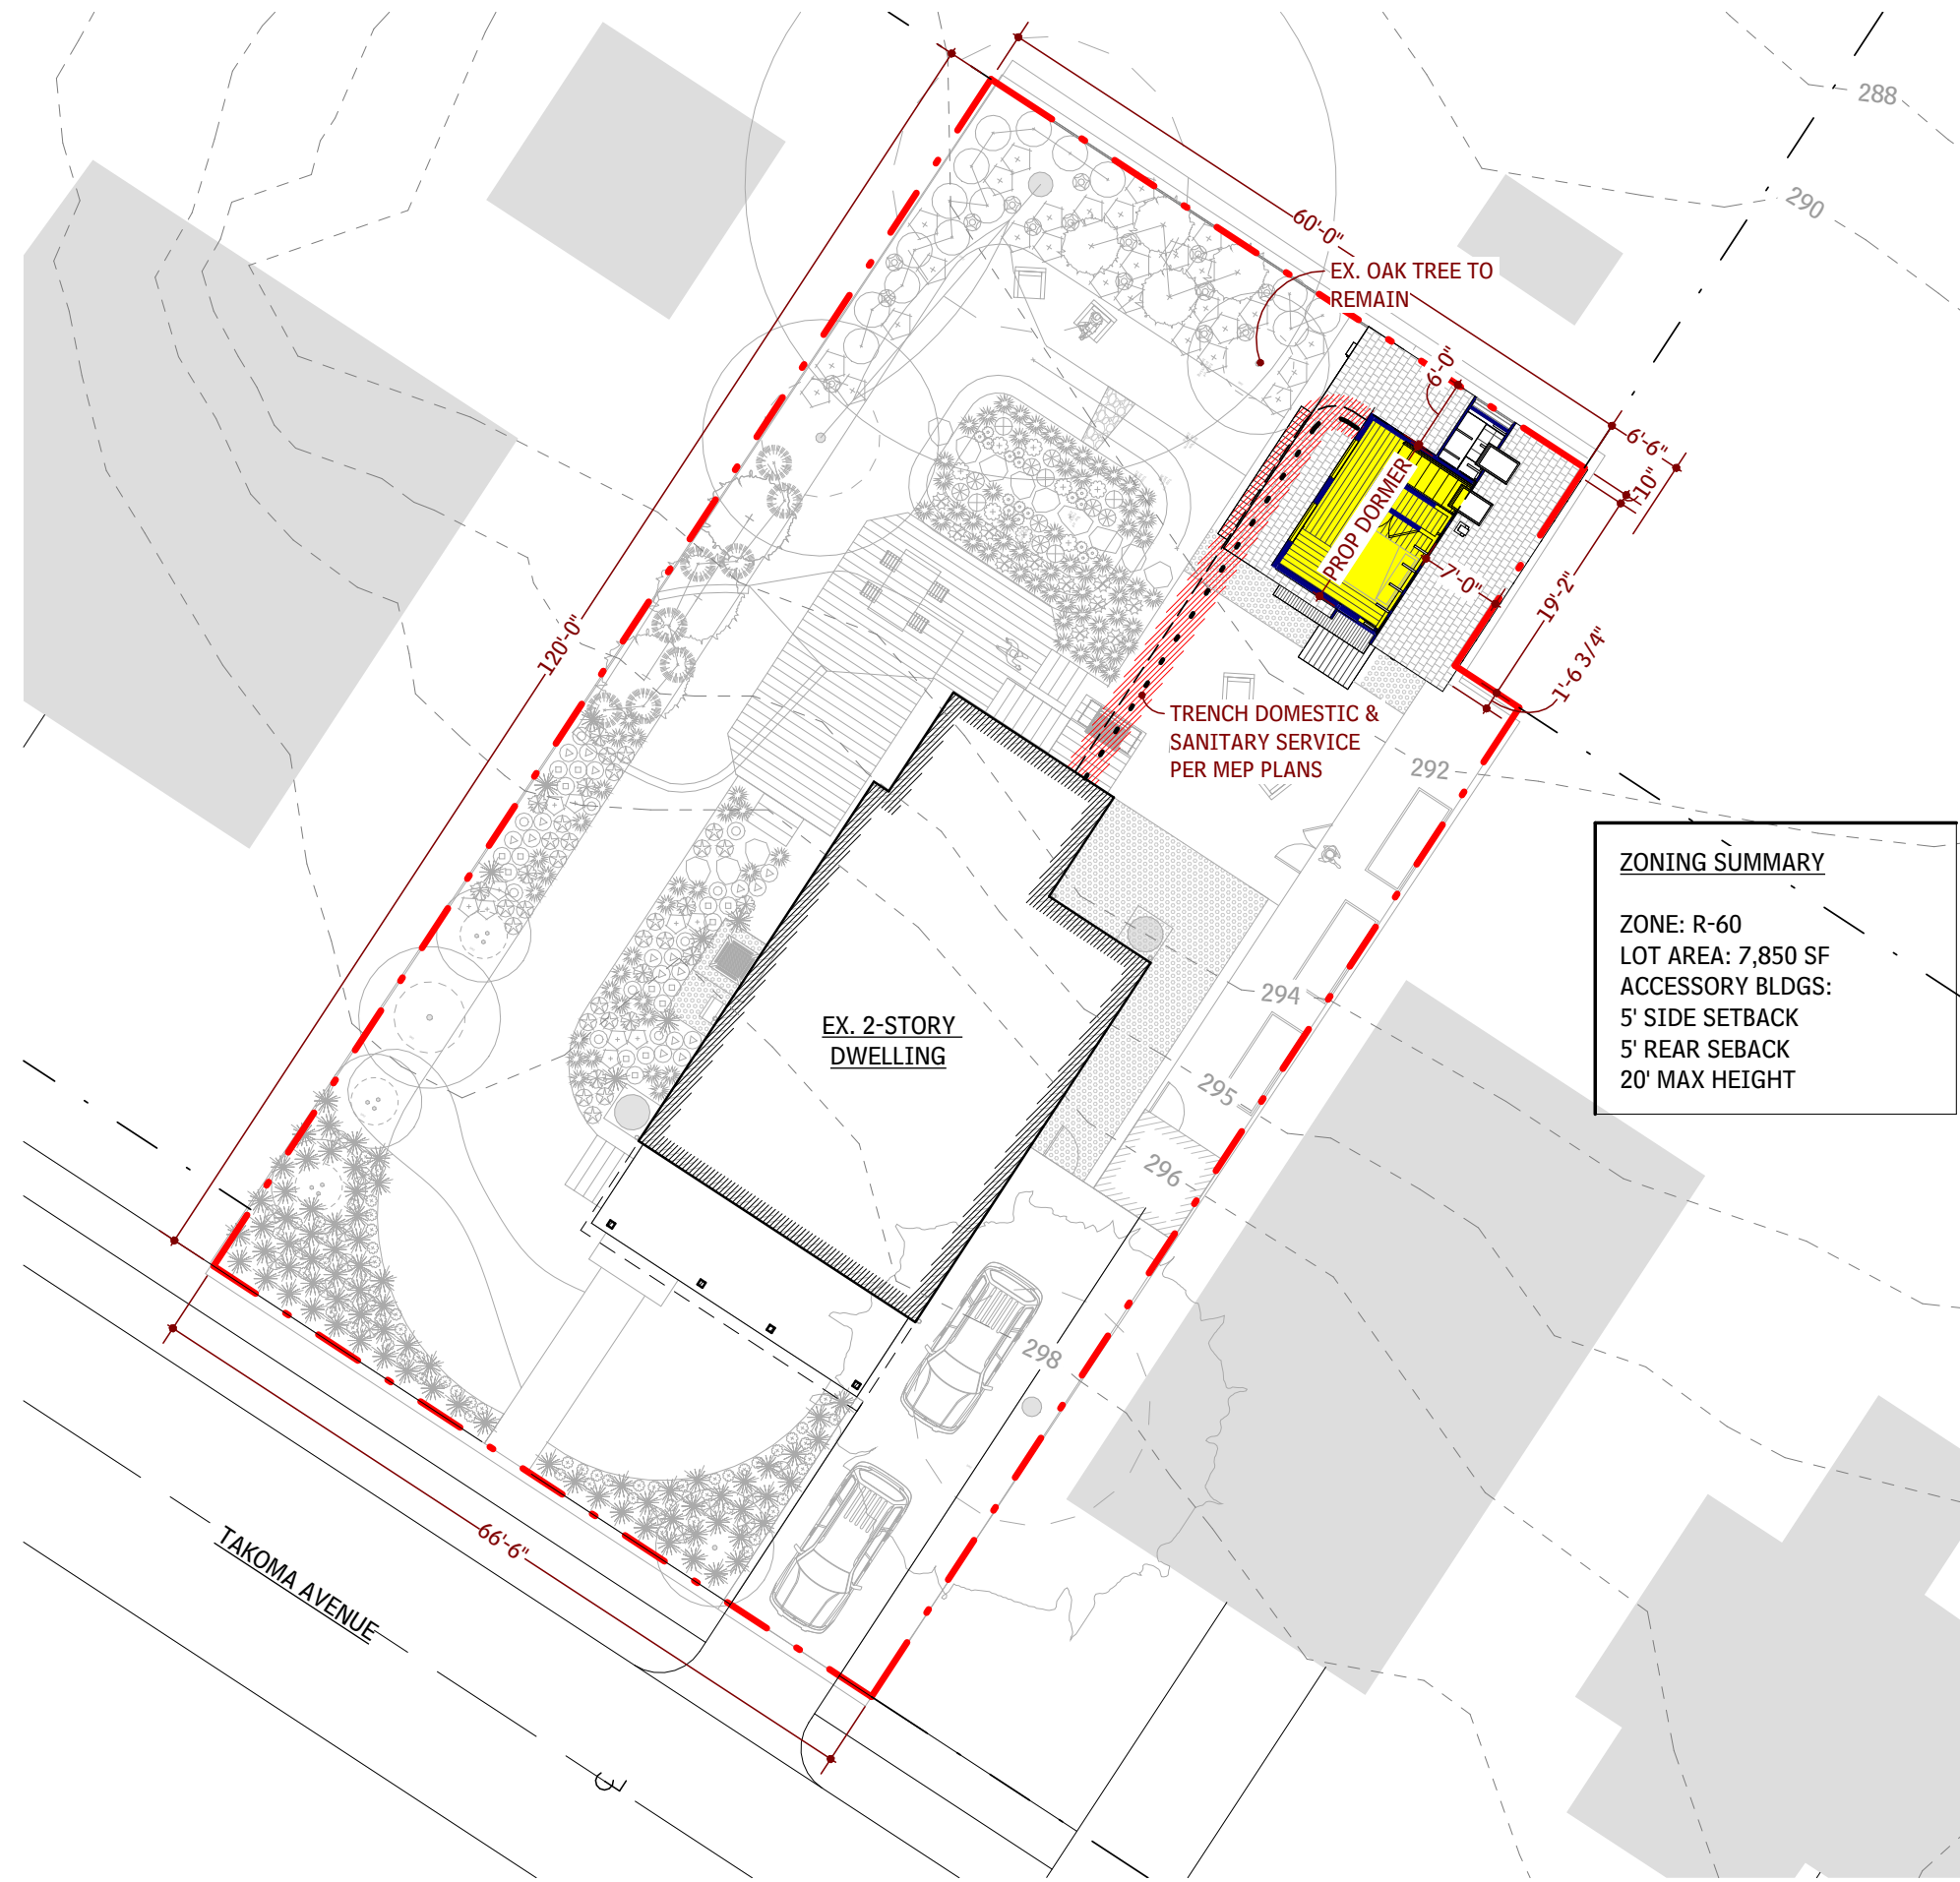 288
290
60'-0"
EX. OAK TREE TO
REMAIN
6'-0"
6'-6"
10"
PROP DORMER
7'-0"
19'-2"
1'-6 3/4"
120'-0"
TRENCH DOMESTIC &
SANITARY SERVICE
PER MEP PLANS
292
294
295
296
298
EX. 2-STORY
DWELLING
ZONING SUMMARY
ZONE: R-60
LOT AREA: 7,850 SF
ACCESSORY BLDGS:
5' SIDE SETBACK
5' REAR SEBACK
20' MAX HEIGHT
66'-6"
TAKOMA AVENUE